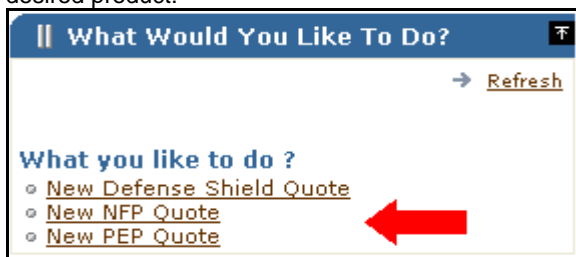 desired product.
|| What Would You Like To Do?
Refresh
What you like to do ?
New Defense Shield Quote
New NFP Quote
New PEP Quote